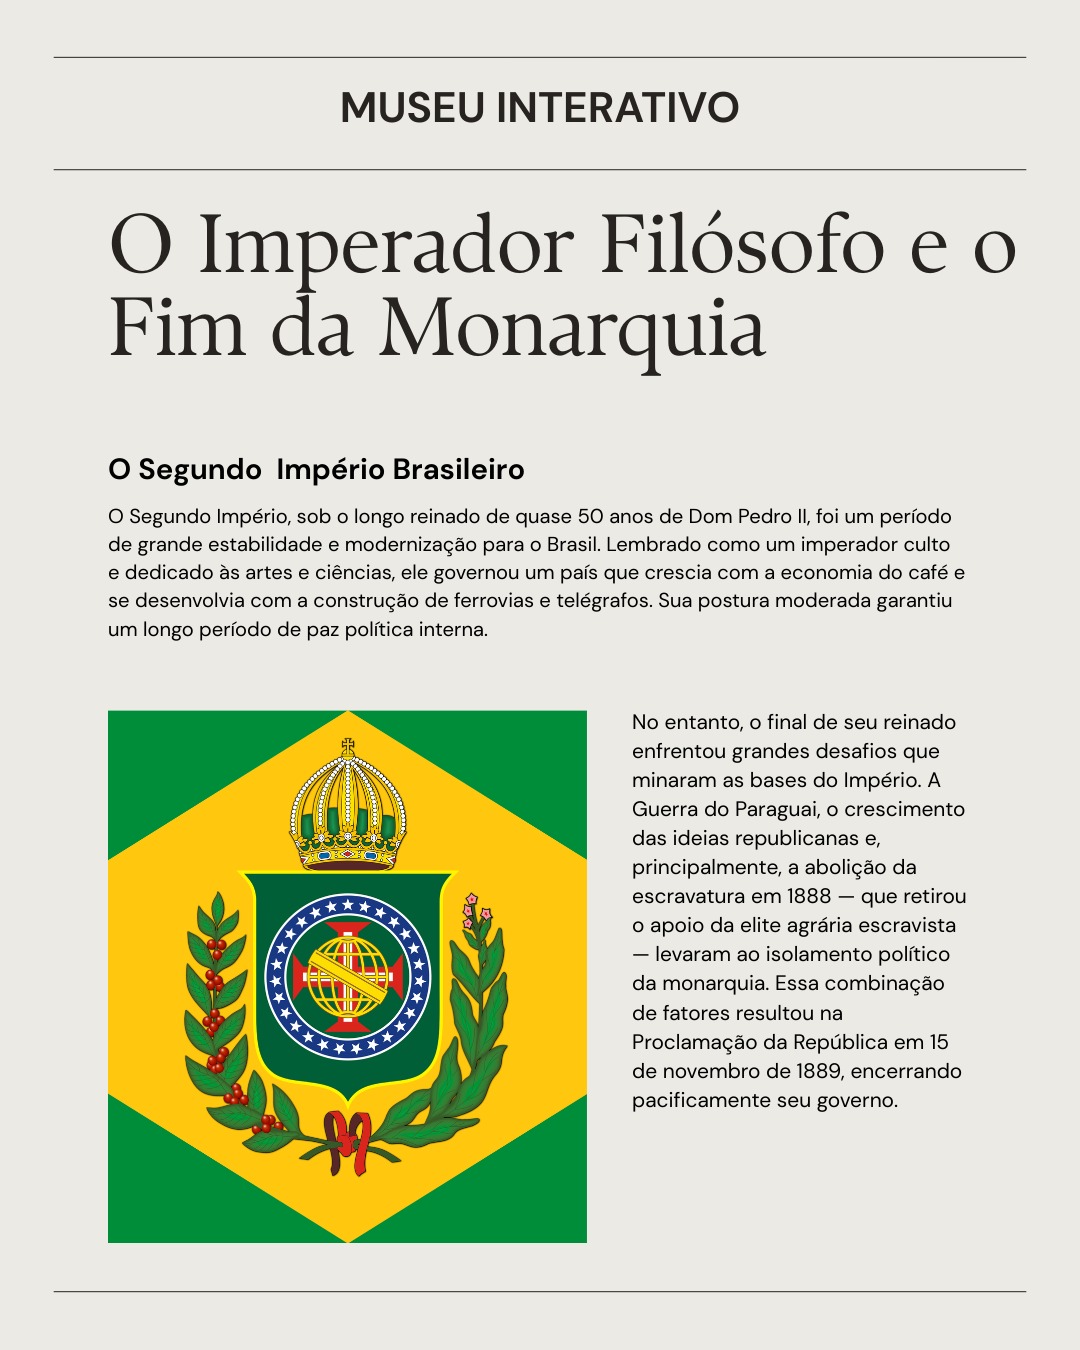 MUSEU INTERATIVO
O Imperador Filósofo e o
Fim da Monarquia
O Segundo  Império Brasileiro
O Segundo Império, sob o longo reinado de quase 50 anos de Dom Pedro II, foi um período
de grande estabilidade e modernização para o Brasil. Lembrado como um imperador culto
e dedicado às artes e ciências, ele governou um país que crescia com a economia do café e
se desenvolvia com a construção de ferrovias e telégrafos. Sua postura moderada garantiu
um longo período de paz política interna.
No entanto, o final de seu reinado
enfrentou grandes desafios que
minaram as bases do Império. A
Guerra do Paraguai, o crescimento
das ideias republicanas e,
principalmente, a abolição da
escravatura em 1888 — que retirou
o apoio da elite agrária escravista
— levaram ao isolamento político
da monarquia. Essa combinação
de fatores resultou na
Proclamação da República em 15
de novembro de 1889, encerrando
pacificamente seu governo.